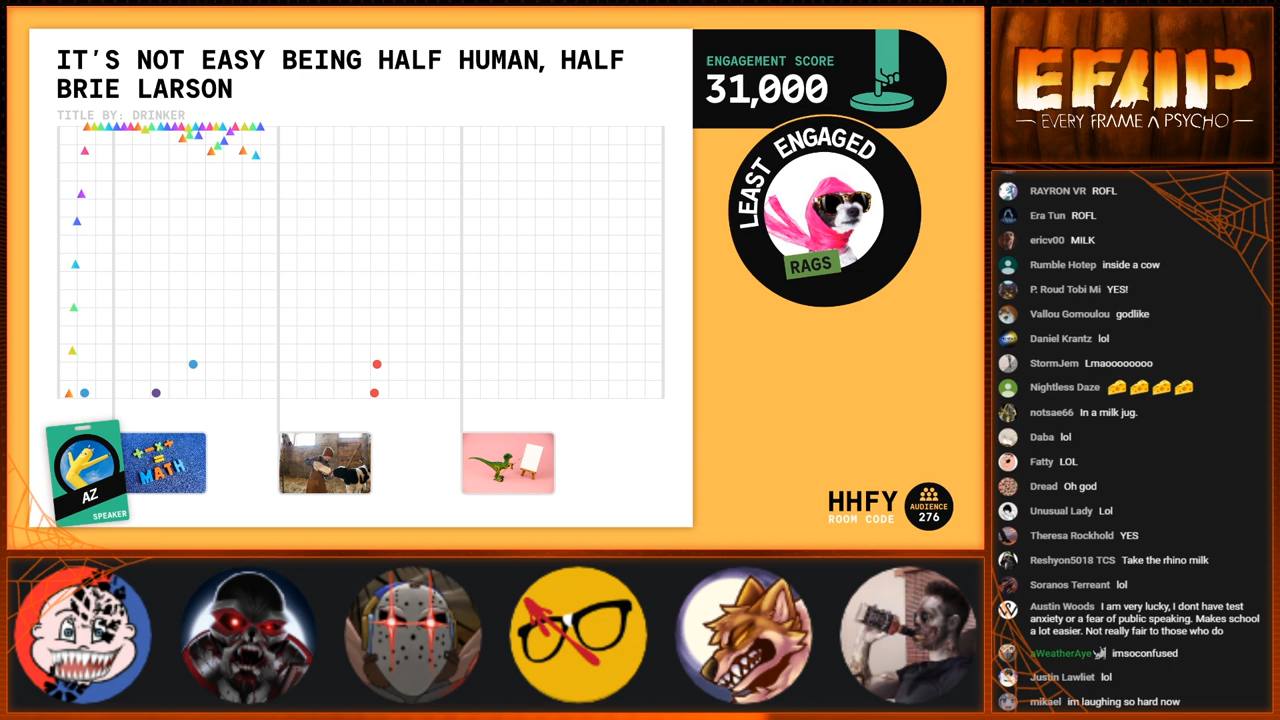 IT'S NOT EASY BEING HALF HUMAN, HALF
BRIE LARSON
TITLE BY: DRINKER
ENGAGEMENT SCORE
31,000
LEAST ENGAGED
RAGS
AZ
SPEAKER
+-×+
=
MATH
HHFY
ROOM CODE
AUDIENCE
276
EFAP
EVERY FRAME A PSYCHO
RAYRON VR ROFL
Era Tun ROFL
ericv00 MILK
Rumble Hotep inside a cow
P. Roud Tobi Mi YES!
Vallou Gomoulou godlike
Daniel Krantz lol
StormJem Lmaoooooooo
Nightless Daze 🧀🧀🧀🧀
notsae66 In a milk jug.
Daba lol
Fatty LOL
Dread Oh god
Unusual Lady Lol
Theresa Rockhold YES
Reshyon5018 TCS Take the rhino milk
Soranos Terreant lol
Austin Woods I am very lucky, I dont have test
anxiety or a fear of public speaking. Makes school
a lot easier. Not really fair to those who do
aWeatherAye imsoconfused
Justin Lawliet lol
mikael im laughing so hard now